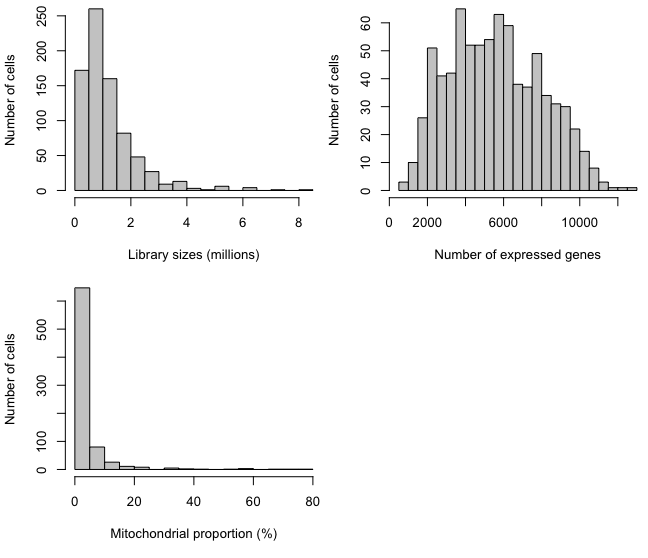 Number of cells
250
200
150
100
50
0
0 2 4 6 8
Library sizes (millions)
Number of cells
60
50
40
30
20
10
0
0 2000 6000 10000
Number of expressed genes
Number of cells
500
300
100
0
0 20 40 60 80
Mitochondrial proportion (%)